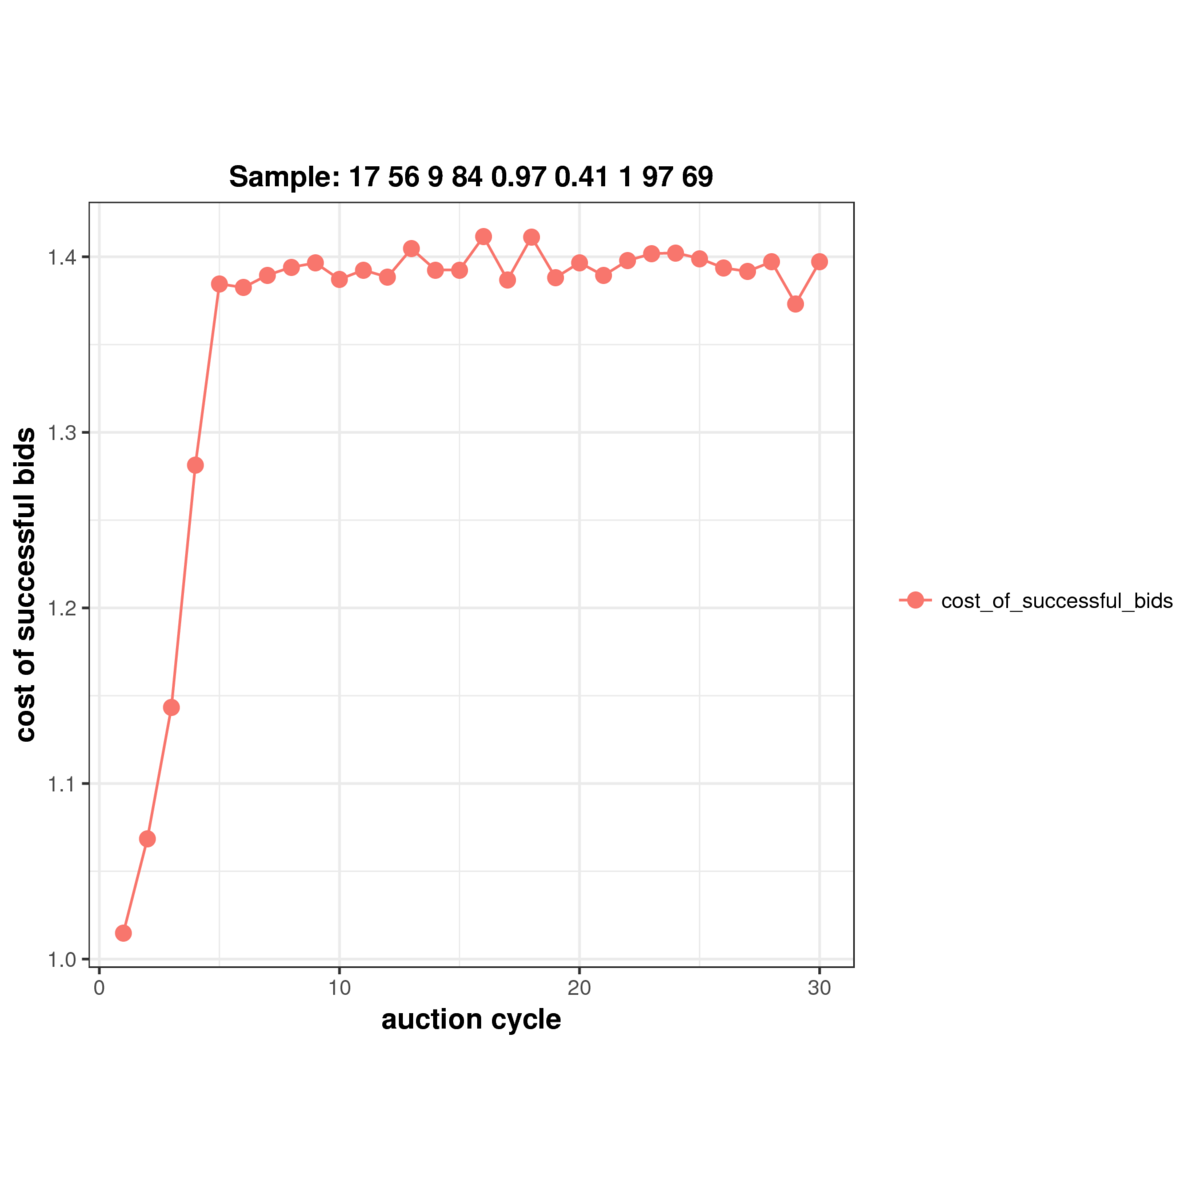 Sample: 17 56 9 84 0.97 0.41 1 97 69
cost of successful bids
1.4
1.3
1.2
1.1
1.0
0 10 20 30
auction cycle
cost_of_successful_bids